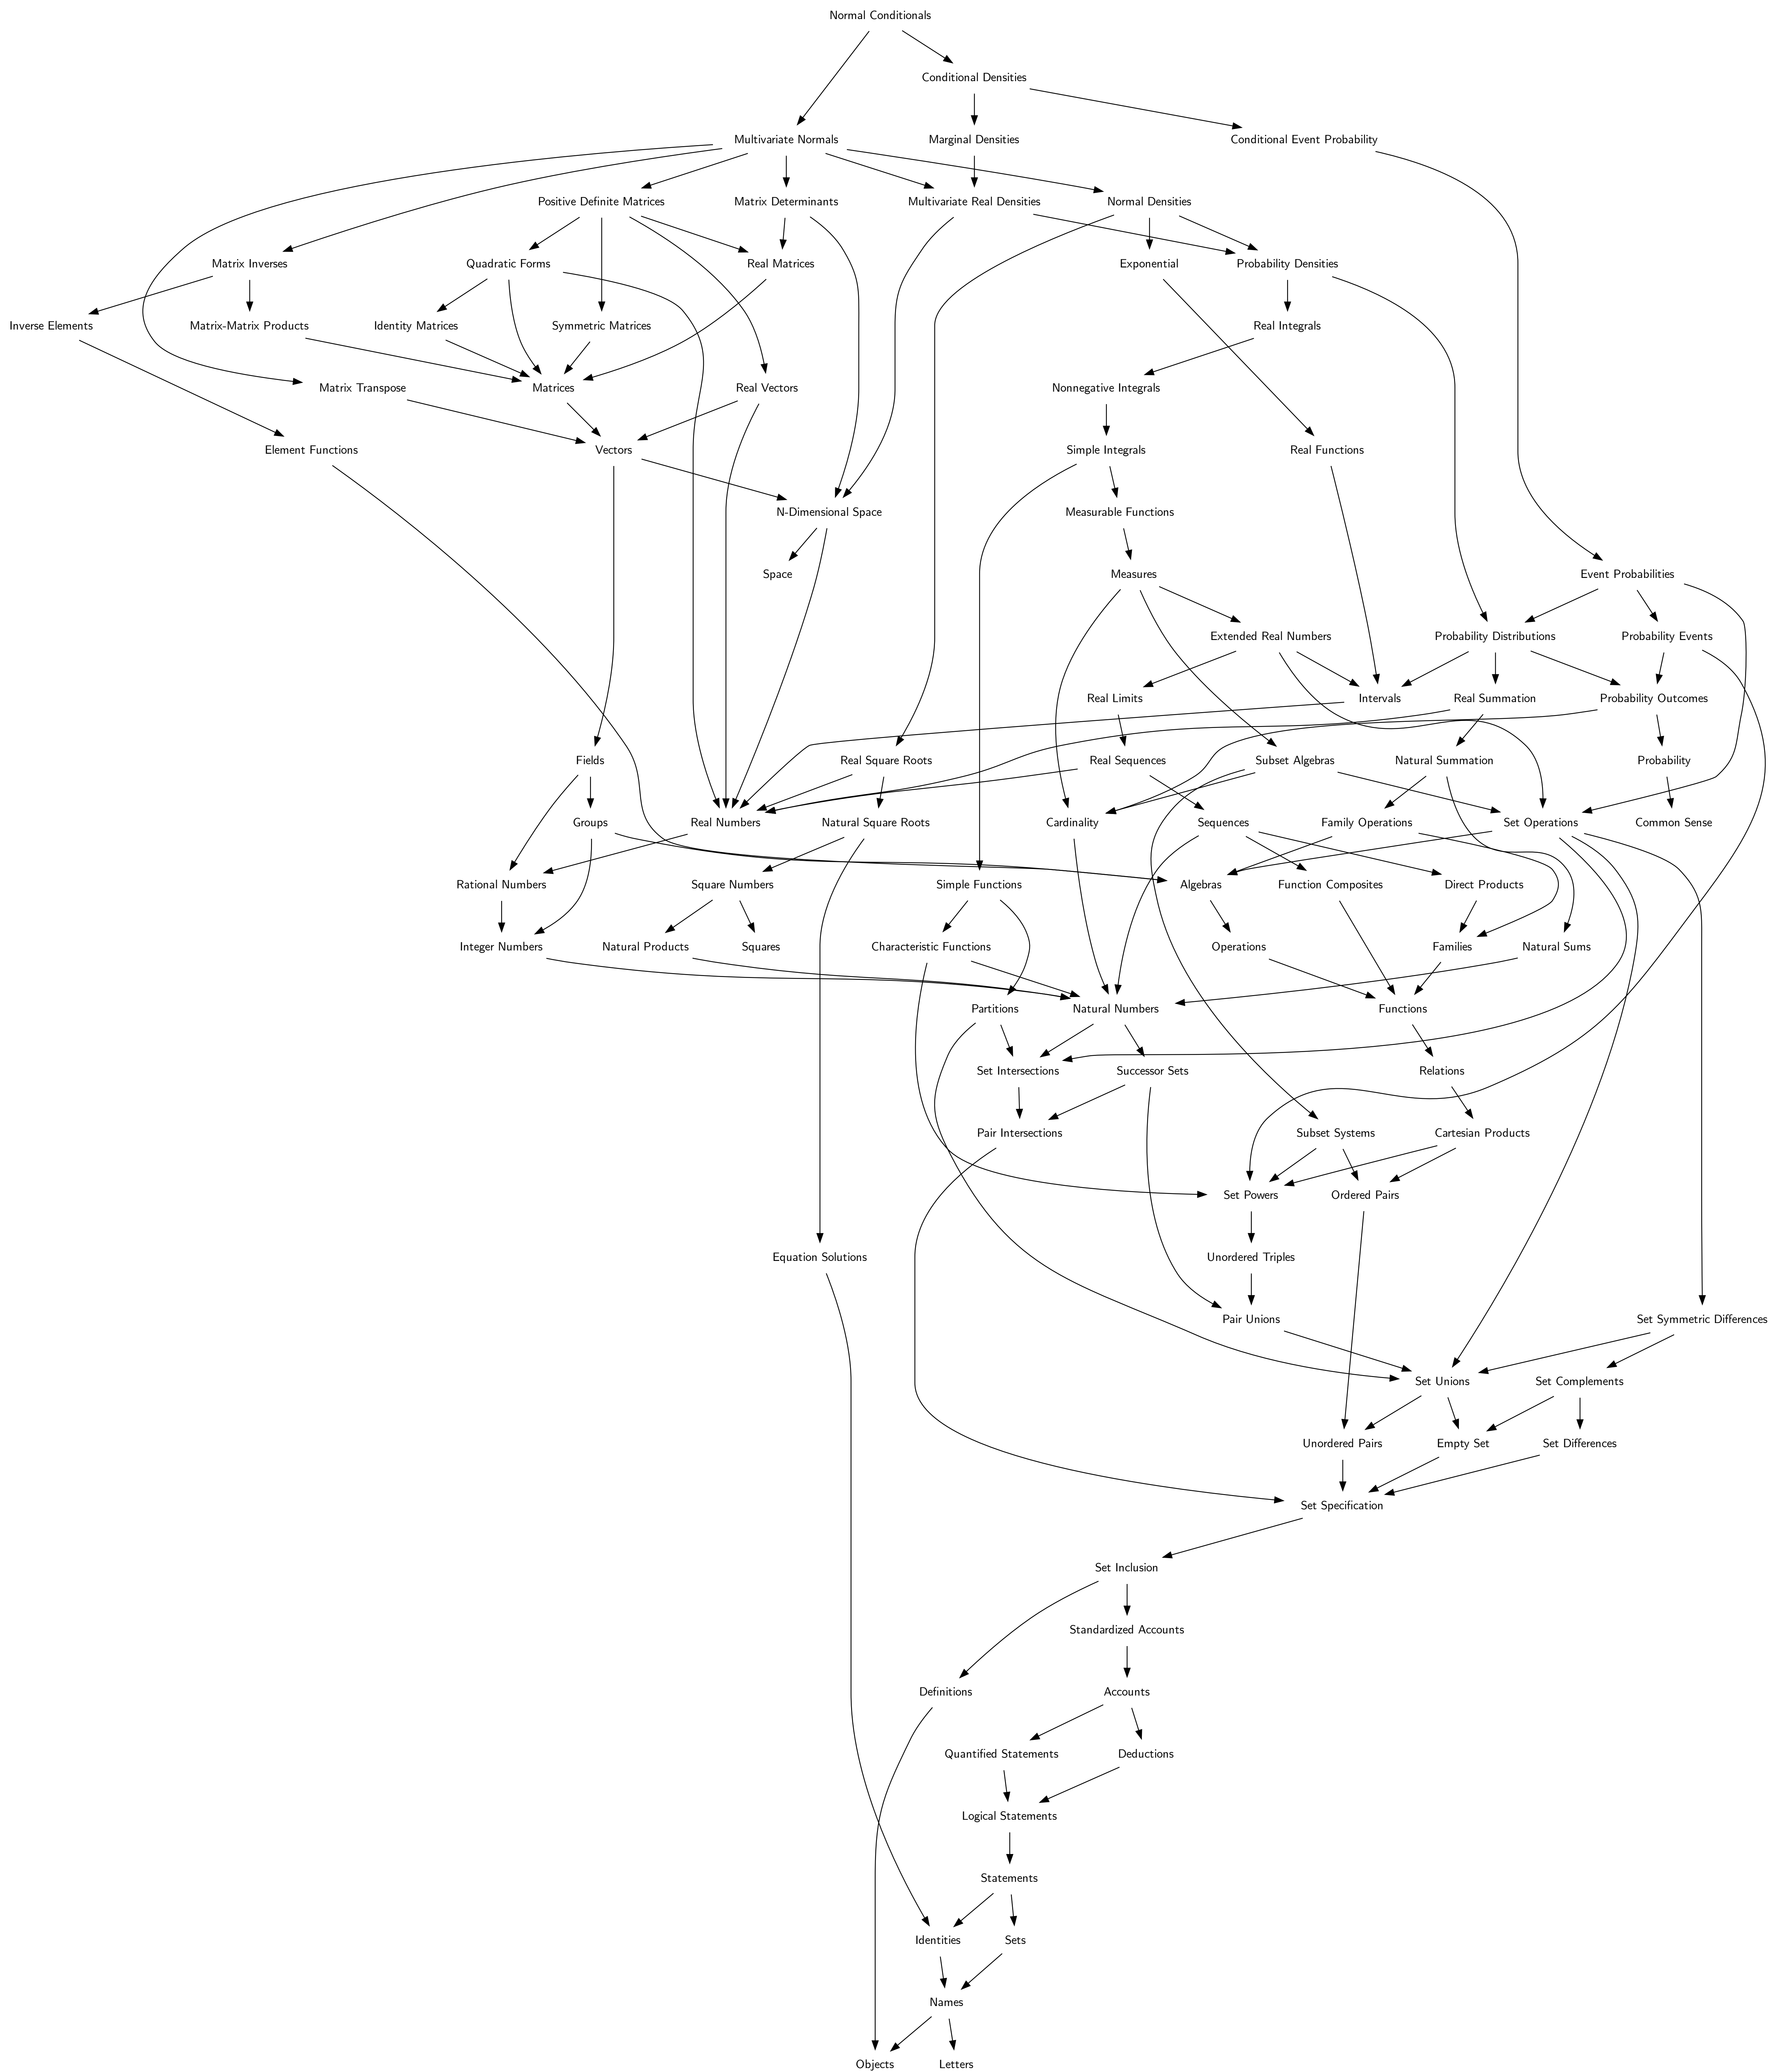 Normal Conditionals
Conditional Densities
Multivariate Normals
Marginal Densities
Conditional Event Probability
Positive Definite Matrices
Matrix Determinants
Multivariate Real Densities
Normal Densities
Matrix Inverses
Quadratic Forms
Real Matrices
Exponential
Probability Densities
Inverse Elements
Matrix-Matrix Products
Identity Matrices
Symmetric Matrices
Real Integrals
Matrix Transpose
Matrices
Real Vectors
Nonnegative Integrals
Element Functions
Vectors
Simple Integrals
Real Functions
N-Dimensional Space
Measurable Functions
Space
Measures
Event Probabilities
Extended Real Numbers
Probability Distributions
Probability Events
Real Limits
Intervals
Real Summation
Probability Outcomes
Fields
Real Square Roots
Real Sequences
Subset Algebras
Natural Summation
Probability
Groups
Real Numbers
Natural Square Roots
Cardinality
Sequences
Family Operations
Set Operations
Common Sense
Rational Numbers
Square Numbers
Simple Functions
Algebras
Function Composites
Direct Products
Integer Numbers
Natural Products
Squares
Characteristic Functions
Operations
Families
Natural Sums
Partitions
Natural Numbers
Functions
Set Intersections
Successor Sets
Relations
Pair Intersections
Subset Systems
Cartesian Products
Set Powers
Ordered Pairs
Equation Solutions
Unordered Triples
Pair Unions
Set Symmetric Differences
Set Unions
Set Complements
Unordered Pairs
Empty Set
Set Differences
Set Specification
Set Inclusion
Standardized Accounts
Definitions
Accounts
Quantified Statements
Deductions
Logical Statements
Statements
Identities
Sets
Names
Objects
Letters